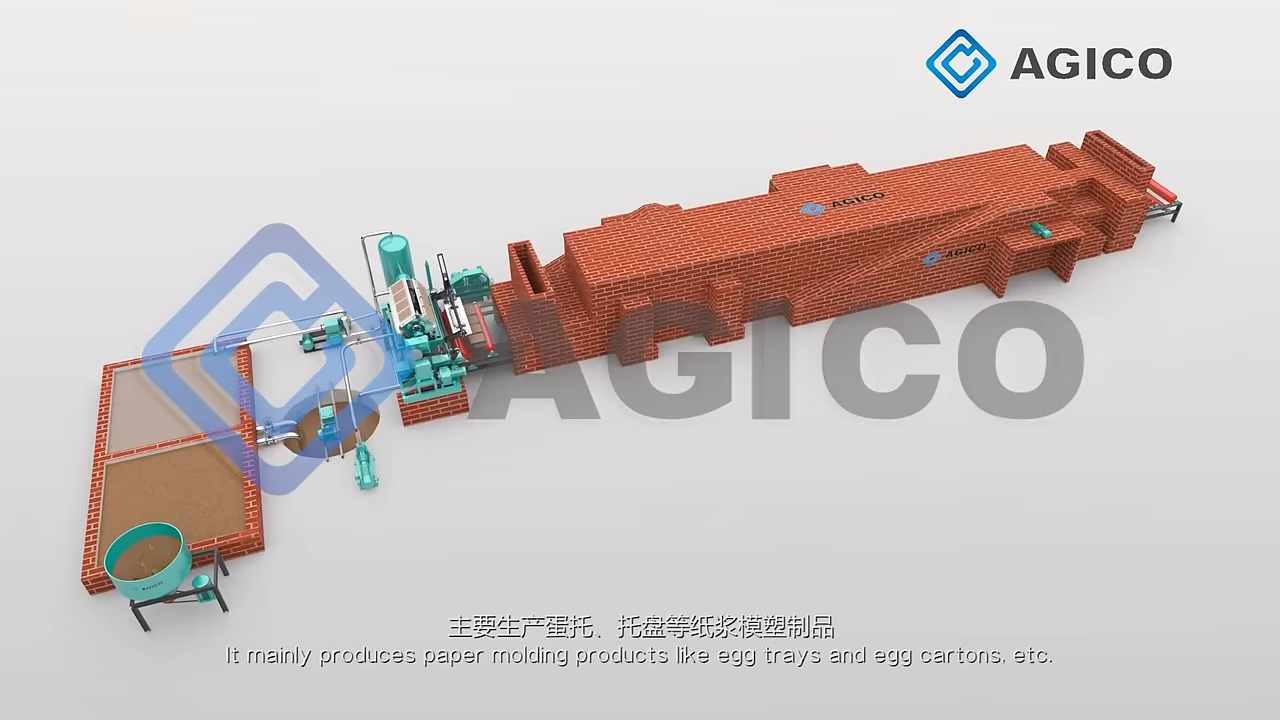 AGICO
AGICO
AGICO
AGICO
AGICO
主要生产蛋托、托盘等纸浆模塑制品
It mainly produces paper molding products like egg trays and egg cartons, etc.